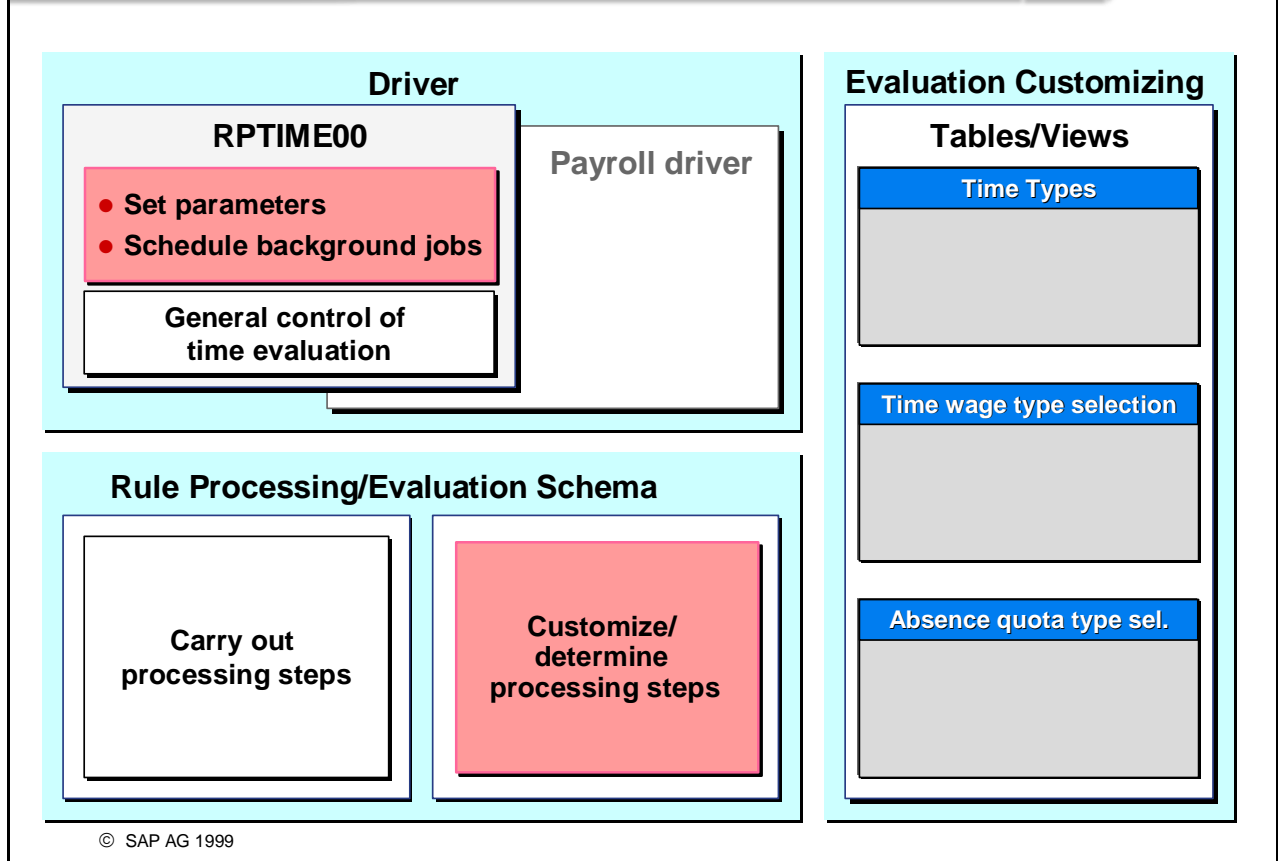 Driver
RPTIME00
● Set parameters
● Schedule background jobs
General control of
time evaluation
Payroll driver
Rule Processing/Evaluation Schema
Carry out
processing steps
Customize/
determine
processing steps
Evaluation Customizing
Tables/Views
Time Types
Time wage type selection
Absence quota type sel.
© SAP AG 1999